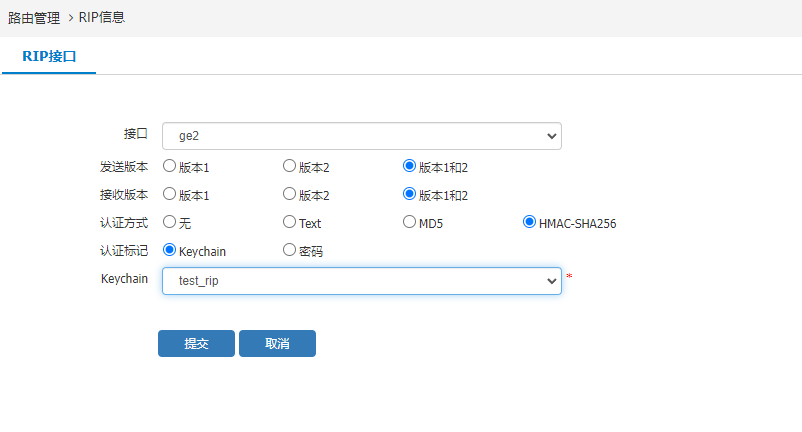 路由管理 > RIP信息
RIP接口
接口 ge2
发送版本 版本1 版本2 版本1和2
接收版本 版本1 版本2 版本1和2
认证方式 无 Text MD5 HMAC-SHA256
认证标记 Keychain 密码
Keychain test_rip *
提交 取消